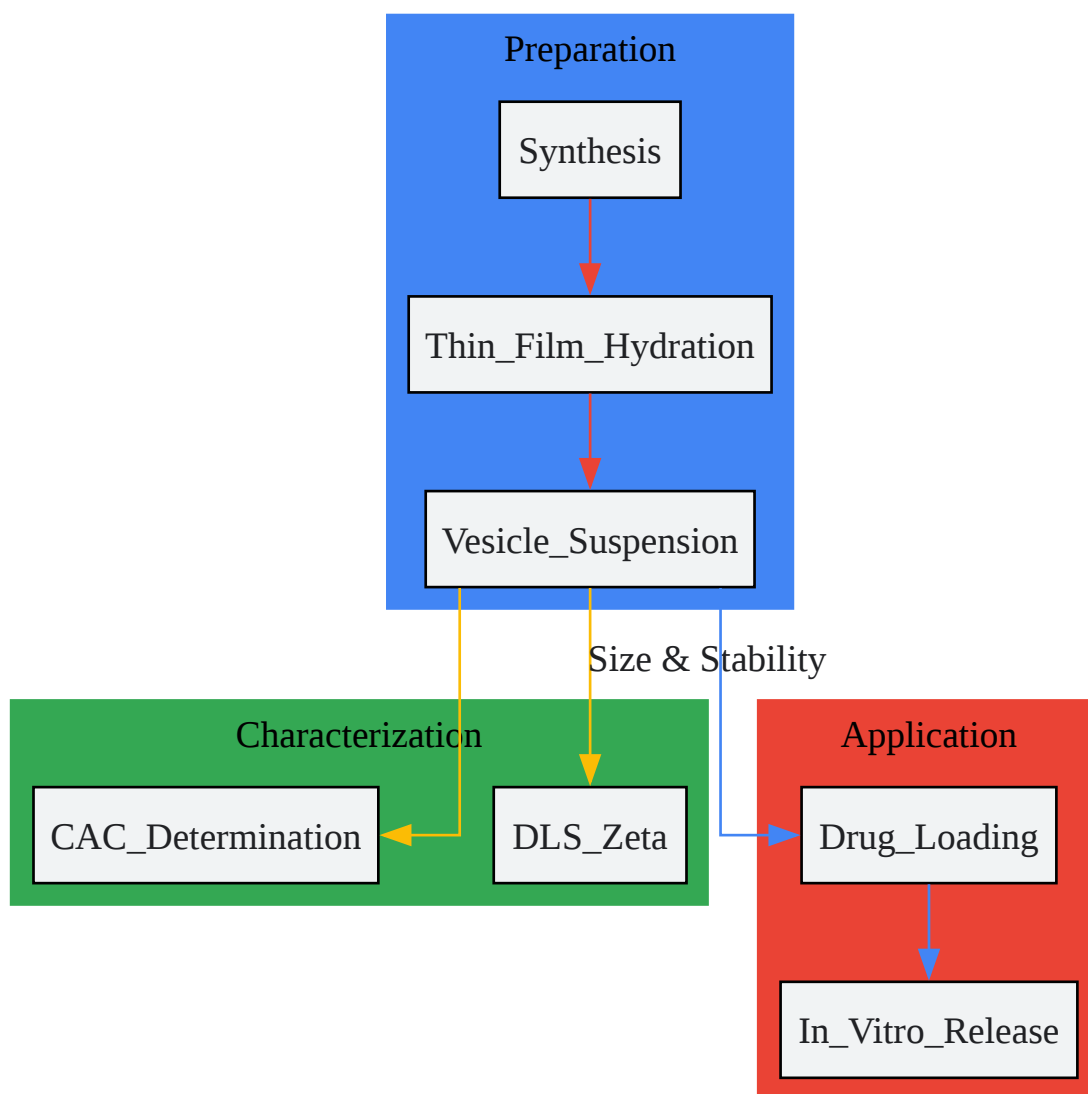 Preparation
Synthesis
Thin_Film_Hydration
Vesicle_Suspension
Size & Stability
Characterization
Application
CAC_Determination
DLS_Zeta
Drug_Loading
In_Vitro_Release